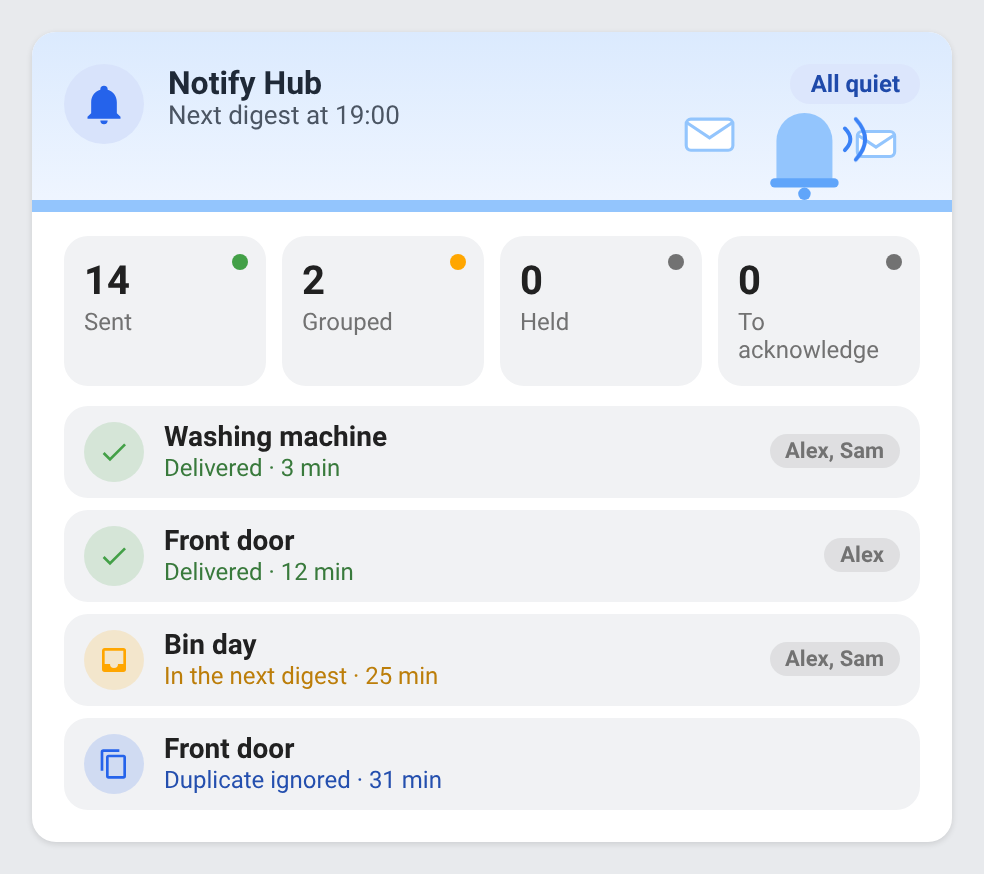 Notify Hub
Next digest at 19:00
All quiet
14
Sent
2
Grouped
0
Held
0
To
acknowledge
Washing machine
Delivered · 3 min
Alex, Sam
Front door
Delivered · 12 min
Alex
Bin day
In the next digest · 25 min
Alex, Sam
Front door
Duplicate ignored · 31 min